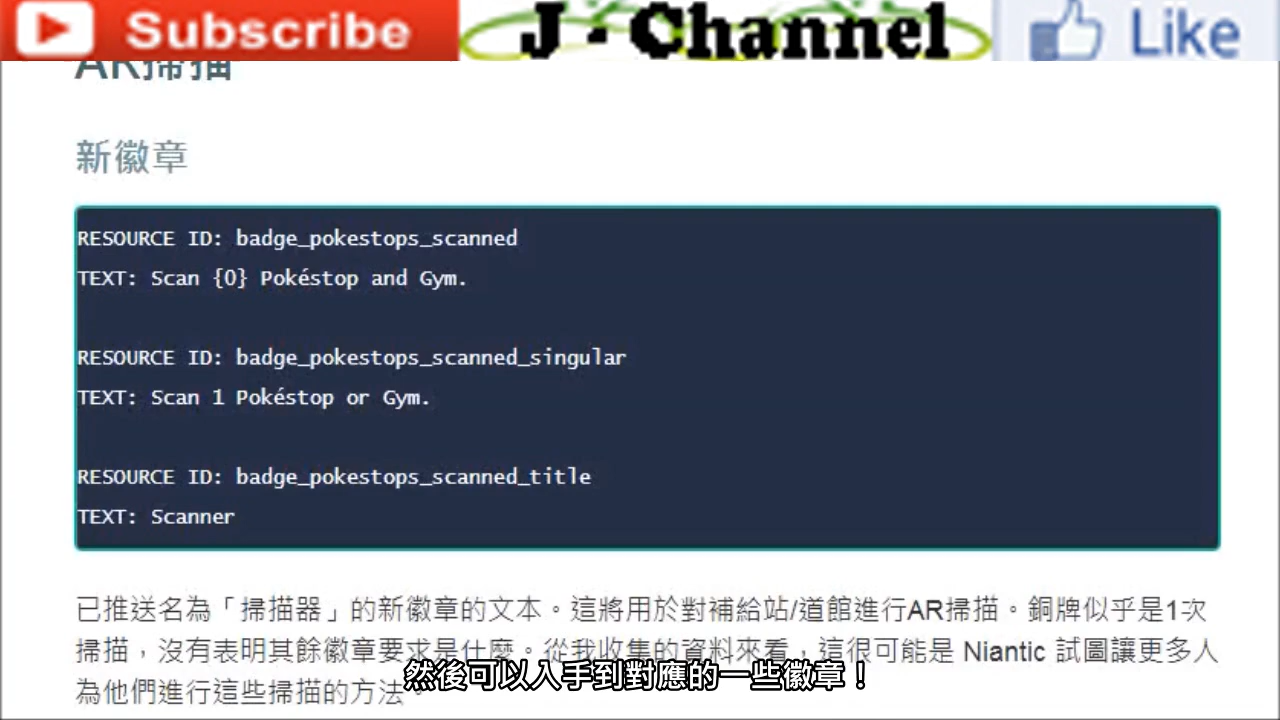 Subscribe
J - Channel
Like
AR掃描
新徽章
RESOURCE ID: badge_pokestops_scanned
TEXT: Scan {0} Pokéstop and Gym.
RESOURCE ID: badge_pokestops_scanned_singular
TEXT: Scan 1 Pokéstop or Gym.
RESOURCE ID: badge_pokestops_scanned_title
TEXT: Scanner
已推送名為「掃描器」的新徽章的文本。這將用於對補給站/道館進行AR掃描。銅牌似乎是1次
掃描，沒有表明其餘徽章要求是什麼。從我收集的資料來看，這很可能是 Niantic 試圖讓更多人
為他們進行這些掃描的方法。
然後可以入手到對應的一些徽章！